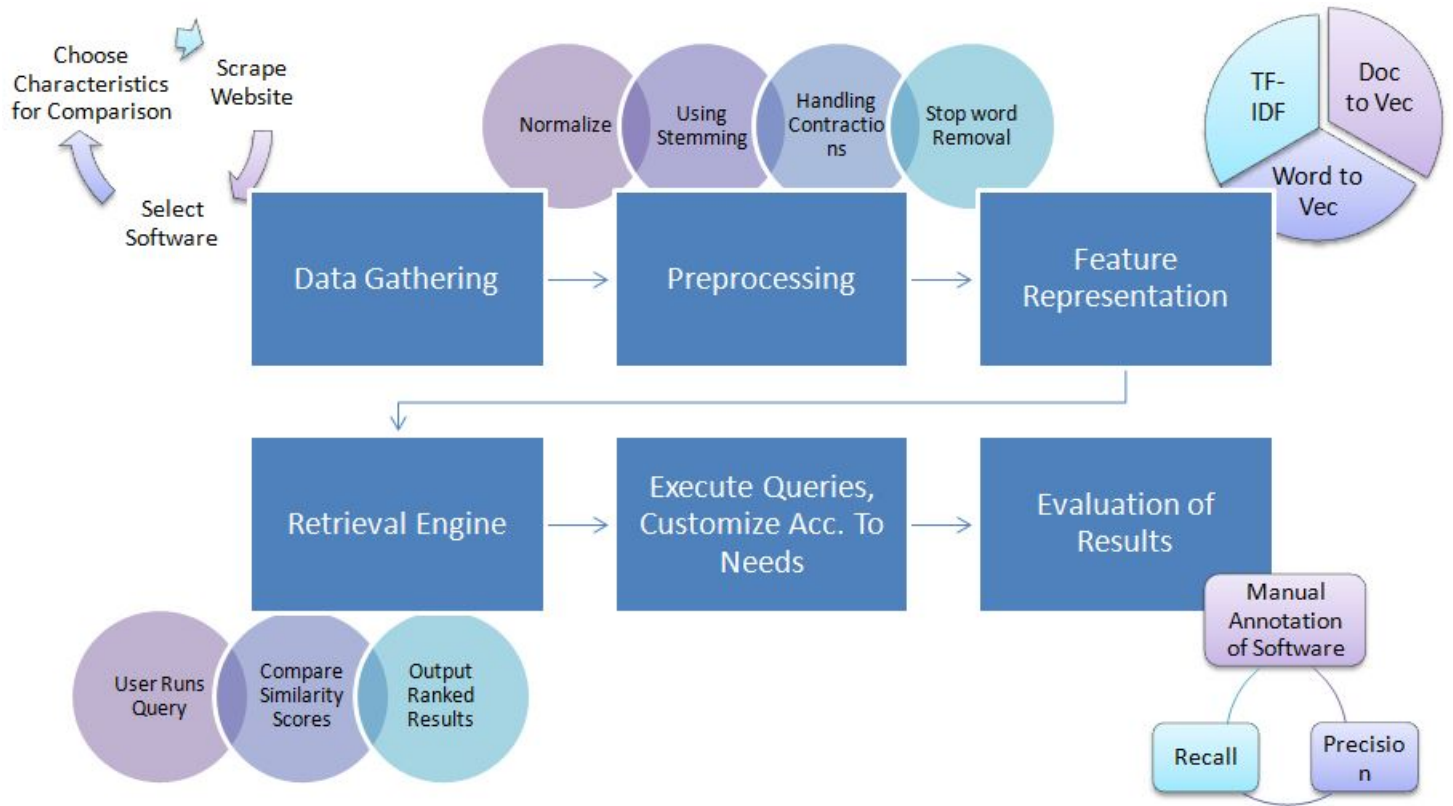 Choose
Characteristics
for Comparison
Scrape
Website
Select
Software
Normalize
Using
Stemming
Handling
Contractio
ns
Stop word
Removal
TF-
IDF
Doc
to Vec
Word to
Vec
Data Gathering
Preprocessing
Feature
Representation
Retrieval Engine
Execute Queries,
Customize Acc. To
Needs
Evaluation of
Results
User Runs
Query
Compare
Similarity
Scores
Output
Ranked
Results
Manual
Annotation
of Software
Recall
Precisio
n